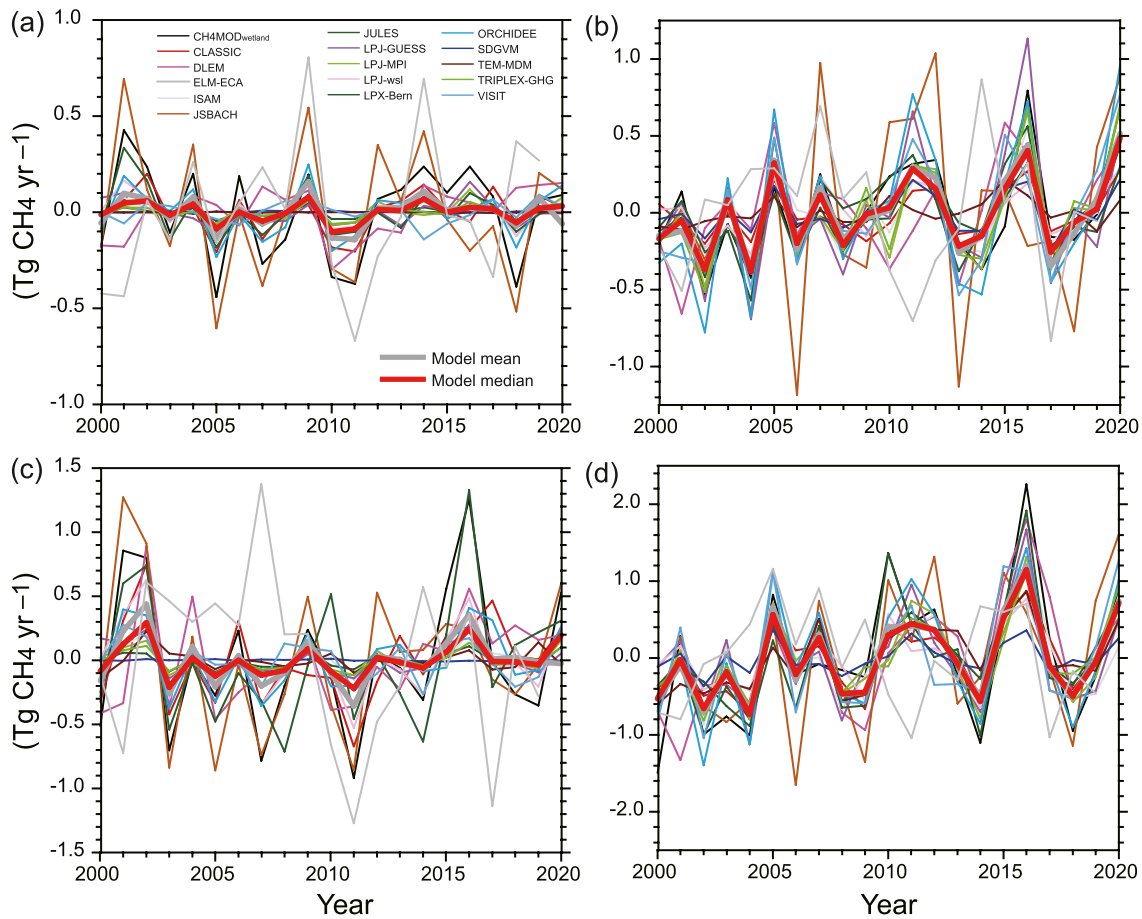 (a)
(b)
1.0
0.5
0.0
-0.5
-1.0
1.0
0.5
0.0
-0.5
-1.0
(Tg CH4 yr−1)
CH4MODwetland
CLASSIC
DLEM
ELM-ECA
ISAM
JSBACH
JULES
LPJ-GUESS
LPJ-MPI
LPJ-wsl
LPX-Bern
ORCHIDEE
SDGVM
TEM-MDM
TRIPLEX-GHG
VISIT
Model mean
Model median
2000 2005 2010 2015 2020
2000 2005 2010 2015 2020
(c)
(d)
1.5
1.0
0.5
0.0
-0.5
-1.0
-1.5
2.0
1.0
0.0
-1.0
-2.0
(Tg CH4 yr−1)
2000 2005 2010 2015 2020
2000 2005 2010 2015 2020
Year
Year